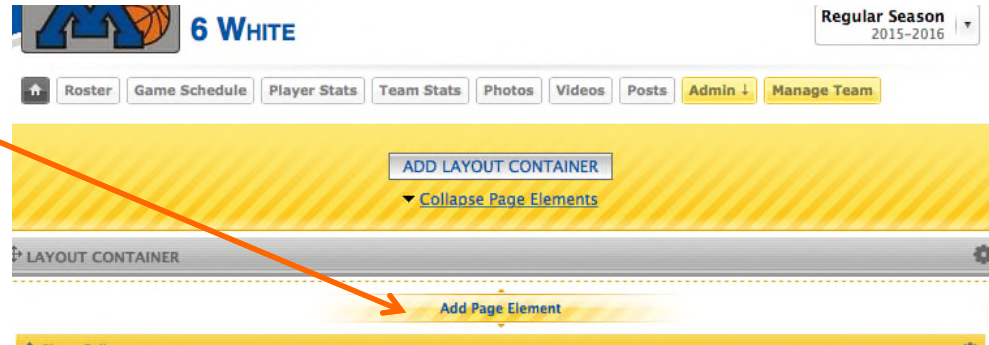 6 WHITE
Regular Season
2015-2016
Roster Game Schedule Player Stats Team Stats Photos Videos Posts Admin ↓ Manage Team
ADD LAYOUT CONTAINER
Collapse Page Elements
LAYOUT CONTAINER
Add Page Element